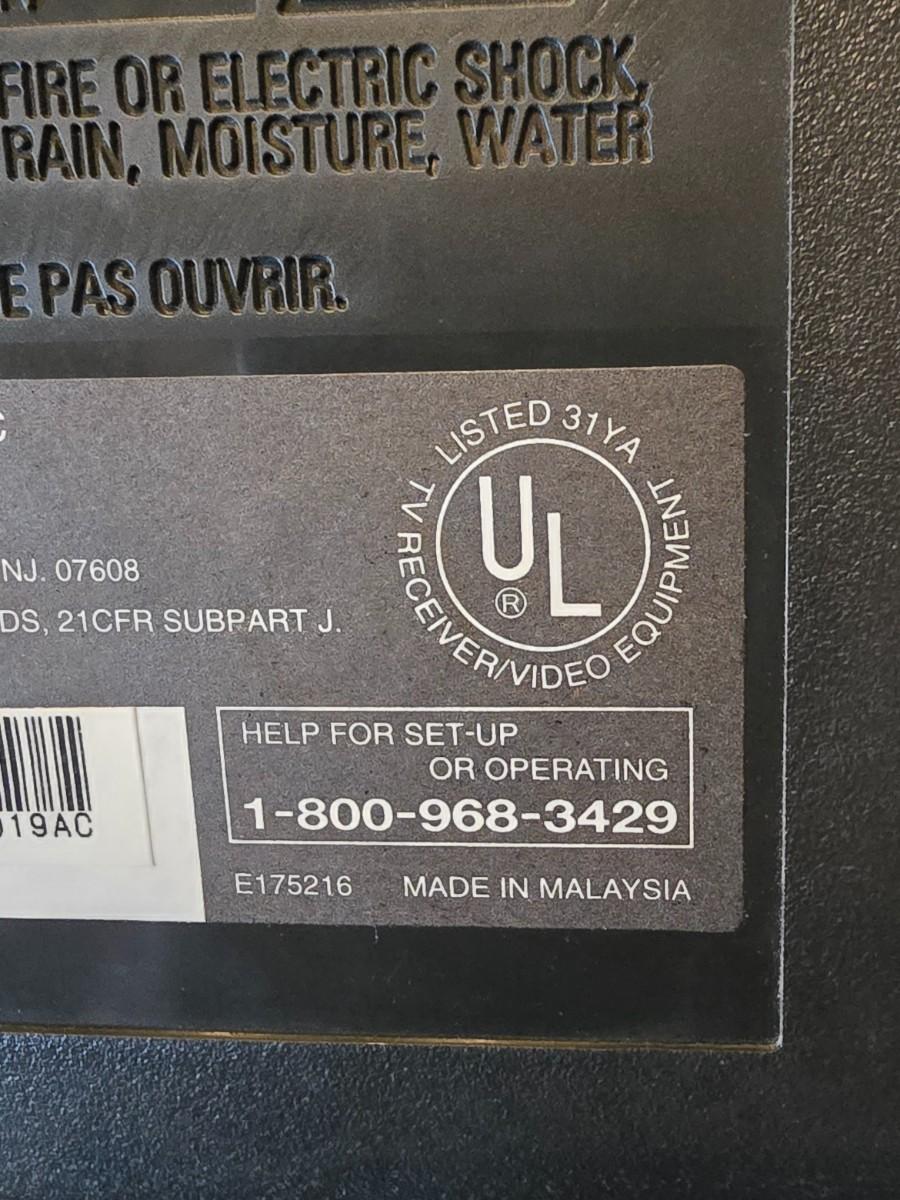 FIRE OR ELECTRIC SHOCK,
RAIN, MOISTURE, WATER
E PAS OUVRIR.
LISTED 31YA
TV RECEIVER/VIDEO EQUIPMENT
UL
®
NJ. 07608
DS, 21CFR SUBPART J.
HELP FOR SET-UP
OR OPERATING
1-800-968-3429
19AC
E175216 MADE IN MALAYSIA